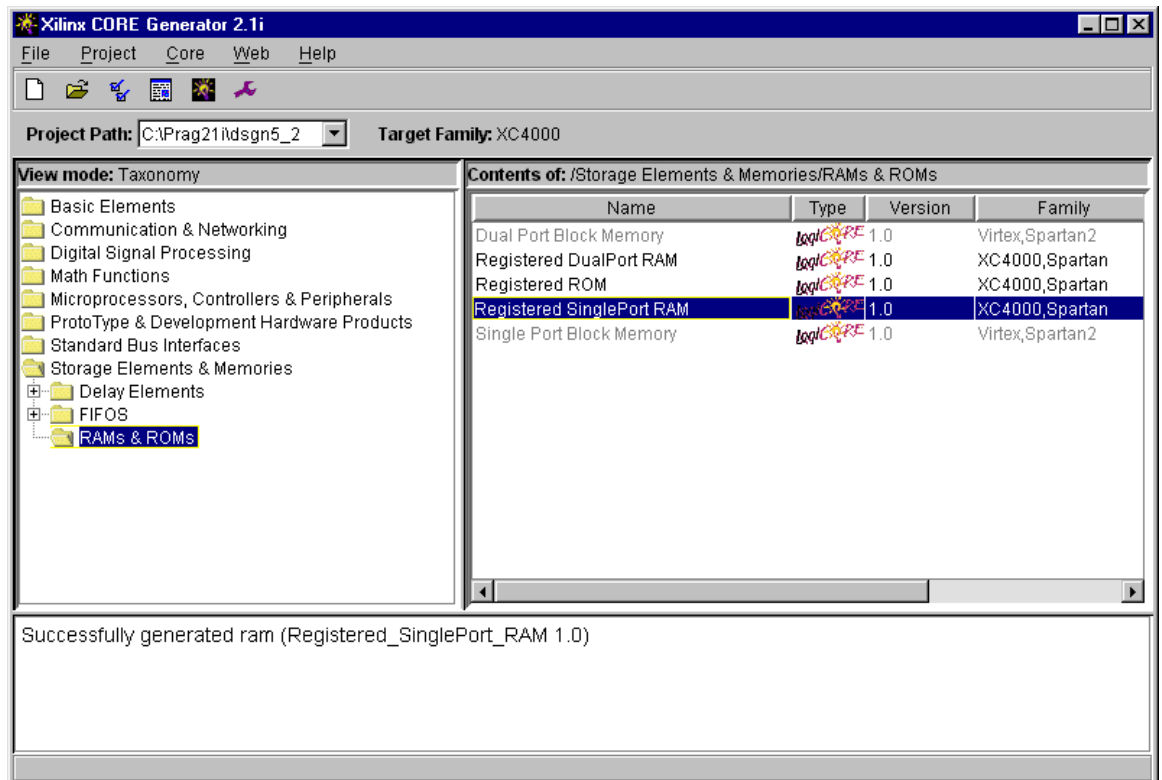 Xilinx CORE Generator 2.1i
File Project Core Web Help
Project Path: C:\Prag21i\dsgn5_2 Target Family: XC4000
View mode: Taxonomy
Basic Elements
Communication & Networking
Digital Signal Processing
Math Functions
Microprocessors, Controllers & Peripherals
ProtoType & Development Hardware Products
Standard Bus Interfaces
Storage Elements & Memories
Delay Elements
FIFOS
RAMs & ROMs
Contents of: /Storage Elements & Memories/RAMs & ROMs
Name Type Version Family
Dual Port Block Memory LogiCORE 1.0 Virtex,Spartan2
Registered DualPort RAM LogiCORE 1.0 XC4000,Spartan
Registered ROM LogiCORE 1.0 XC4000,Spartan
Registered SinglePort RAM LogiCORE 1.0 XC4000,Spartan
Single Port Block Memory LogiCORE 1.0 Virtex,Spartan2
Successfully generated ram (Registered_SinglePort_RAM 1.0)